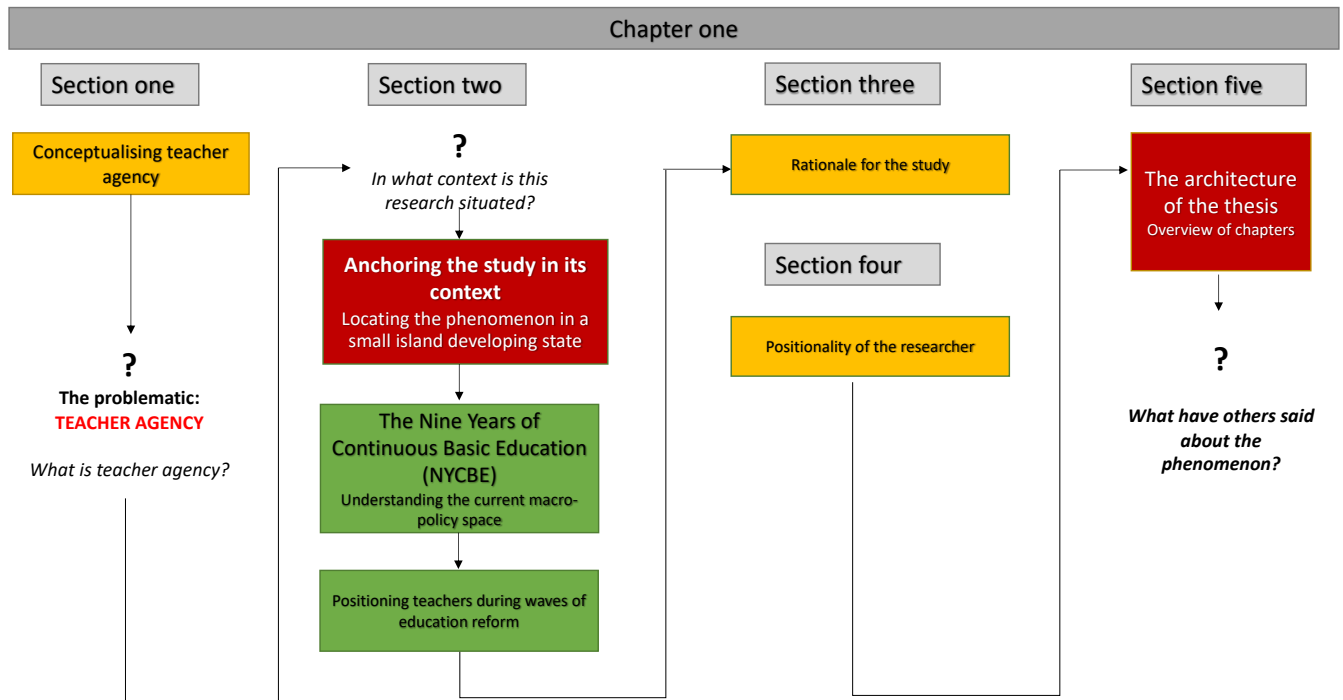 Chapter one
Section one
Conceptualising teacher
agency
?
The problematic:
TEACHER AGENCY
What is teacher agency?
Section two
?
In what context is this
research situated?
Anchoring the study in its
context
Locating the phenomenon in a
small island developing state
The Nine Years of
Continuous Basic Education
(NYCBE)
Understanding the current macro-
policy space
Positioning teachers during waves of
education reform
Section three
Rationale for the study
Section four
Positionality of the researcher
Section five
The architecture
of the thesis
Overview of chapters
?
What have others said
about the
phenomenon?